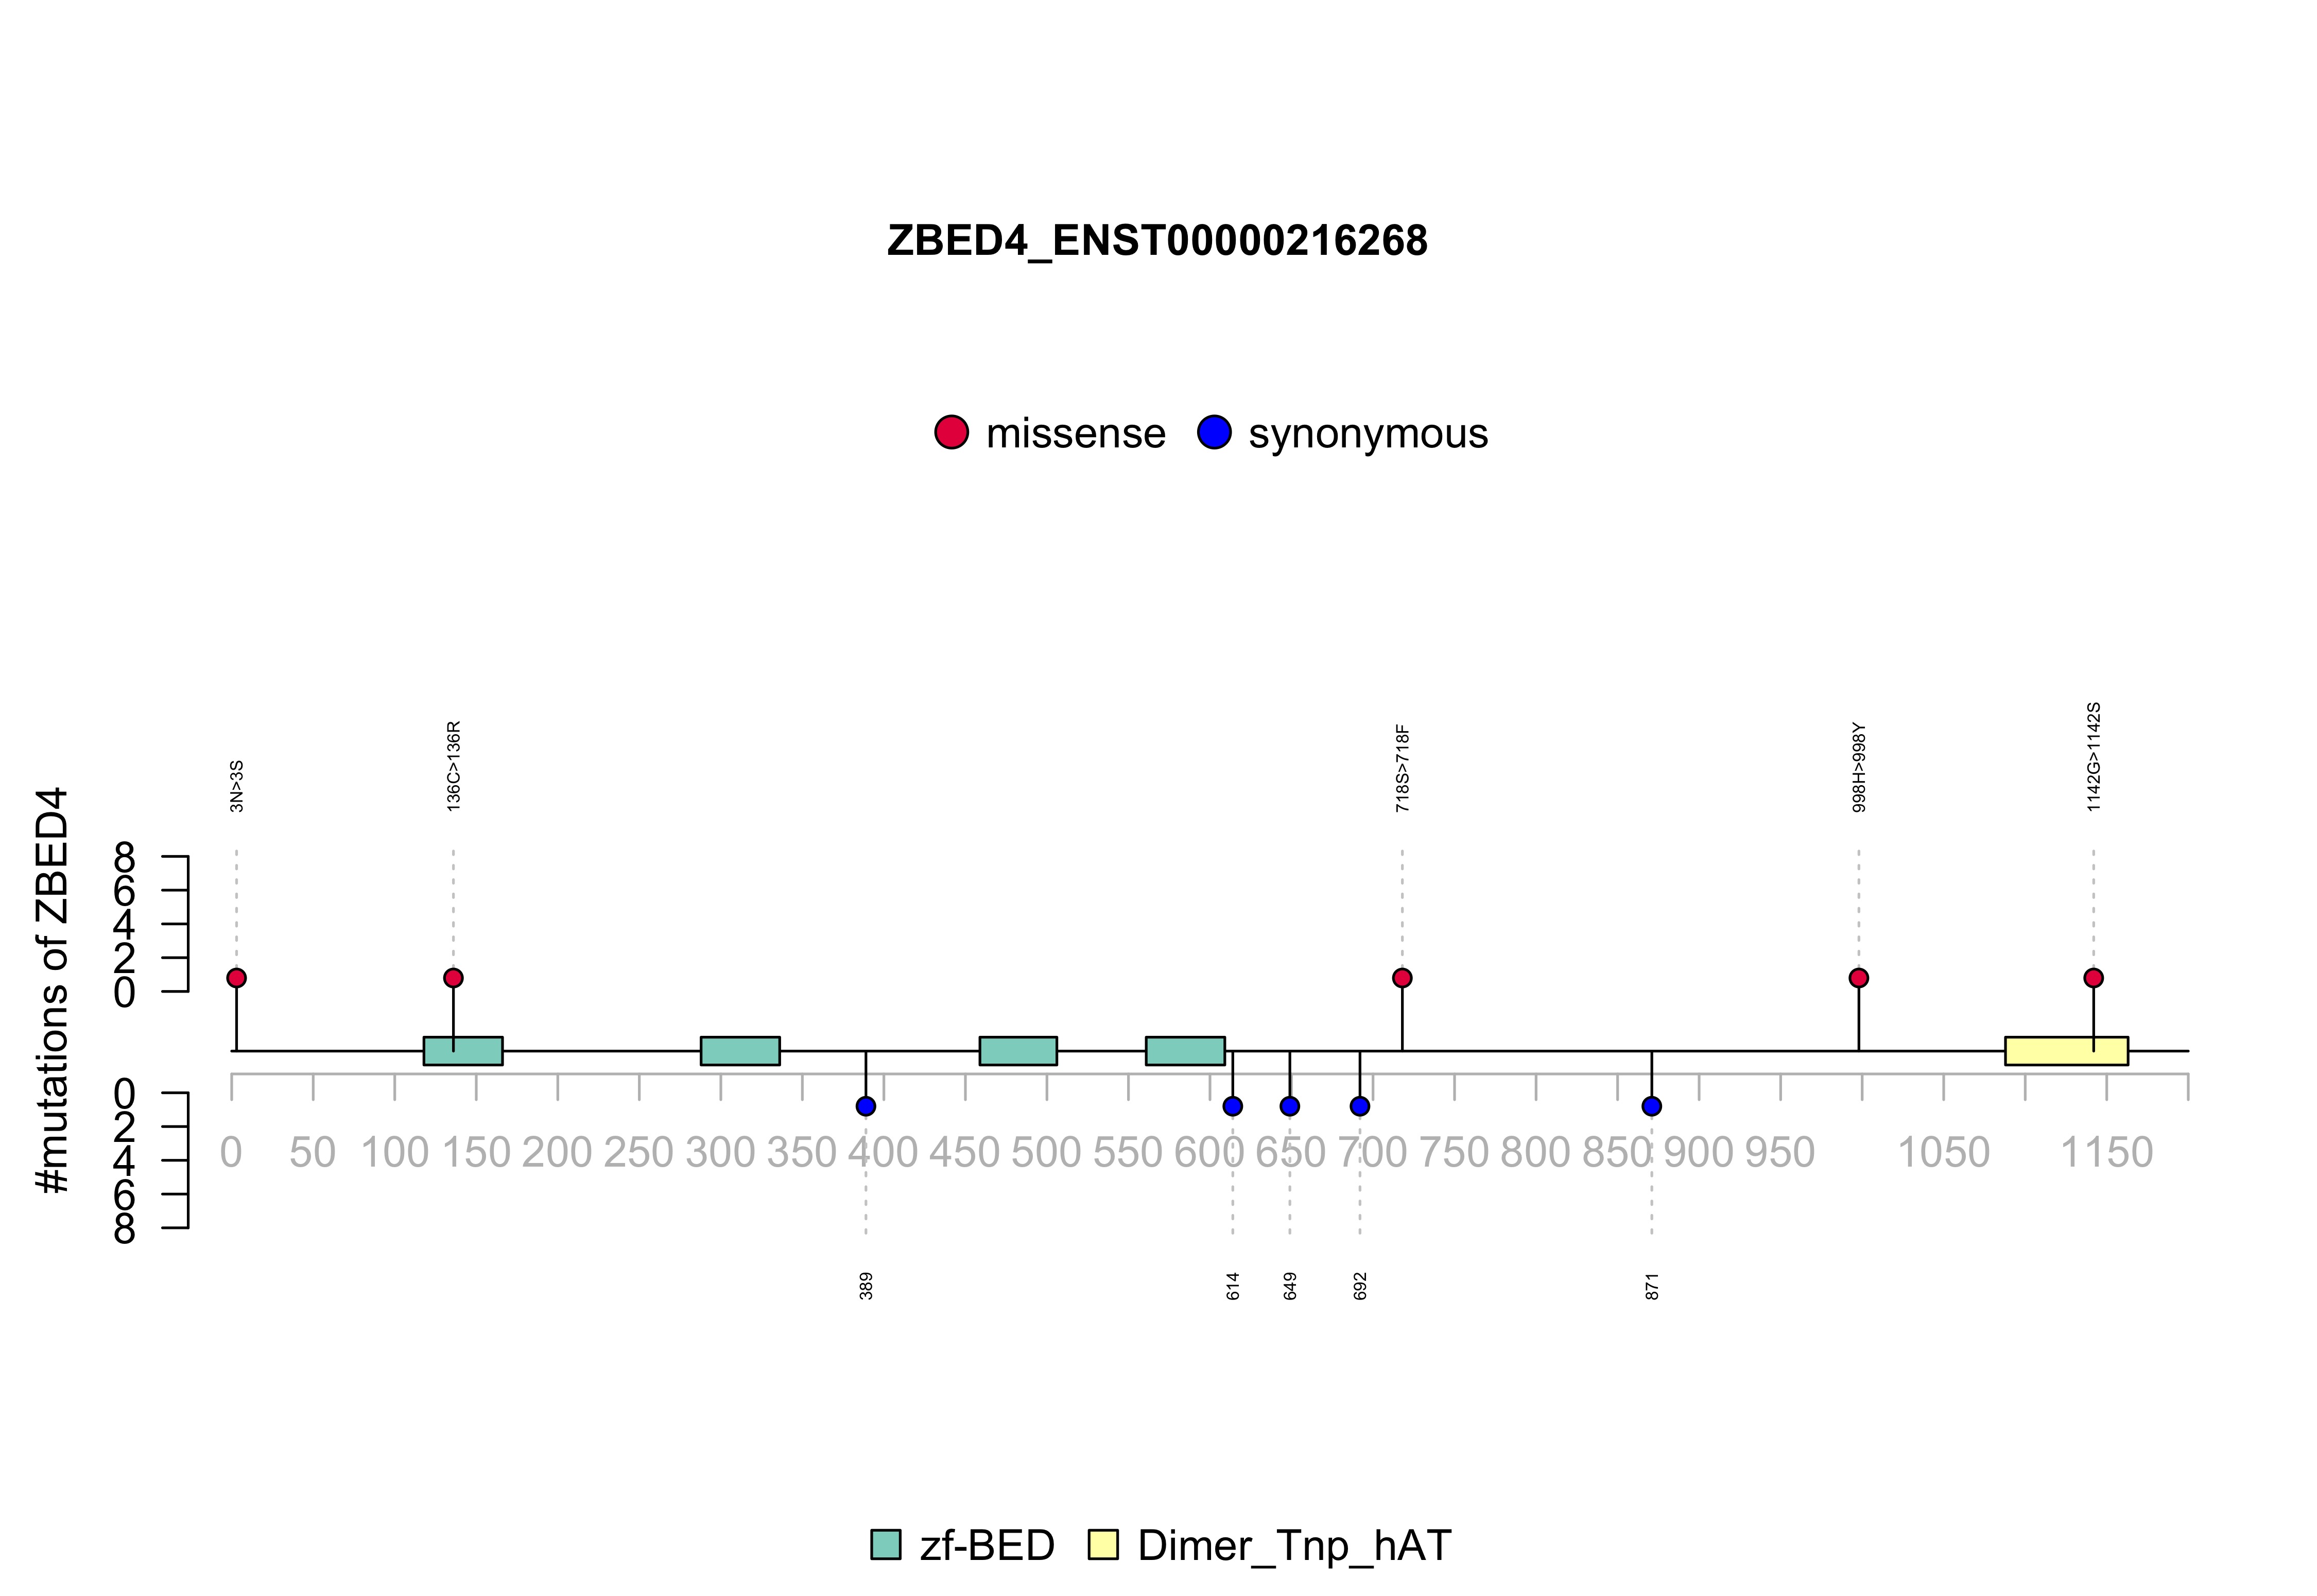 ZBED4_ENST00000216268
missense synonymous
3N>3S
136C>136R
718S>718F
998H>998Y
1142G>1142S
#mutations of ZBED4
8
6
4
2
0
0
2
4
6
8
0 50 100 150 200 250 300 350 400 450 500 550 600 650 700 750 800 850 900 950 1050 1150
389
614
649
692
871
zf-BED Dimer_Tnp_hAT